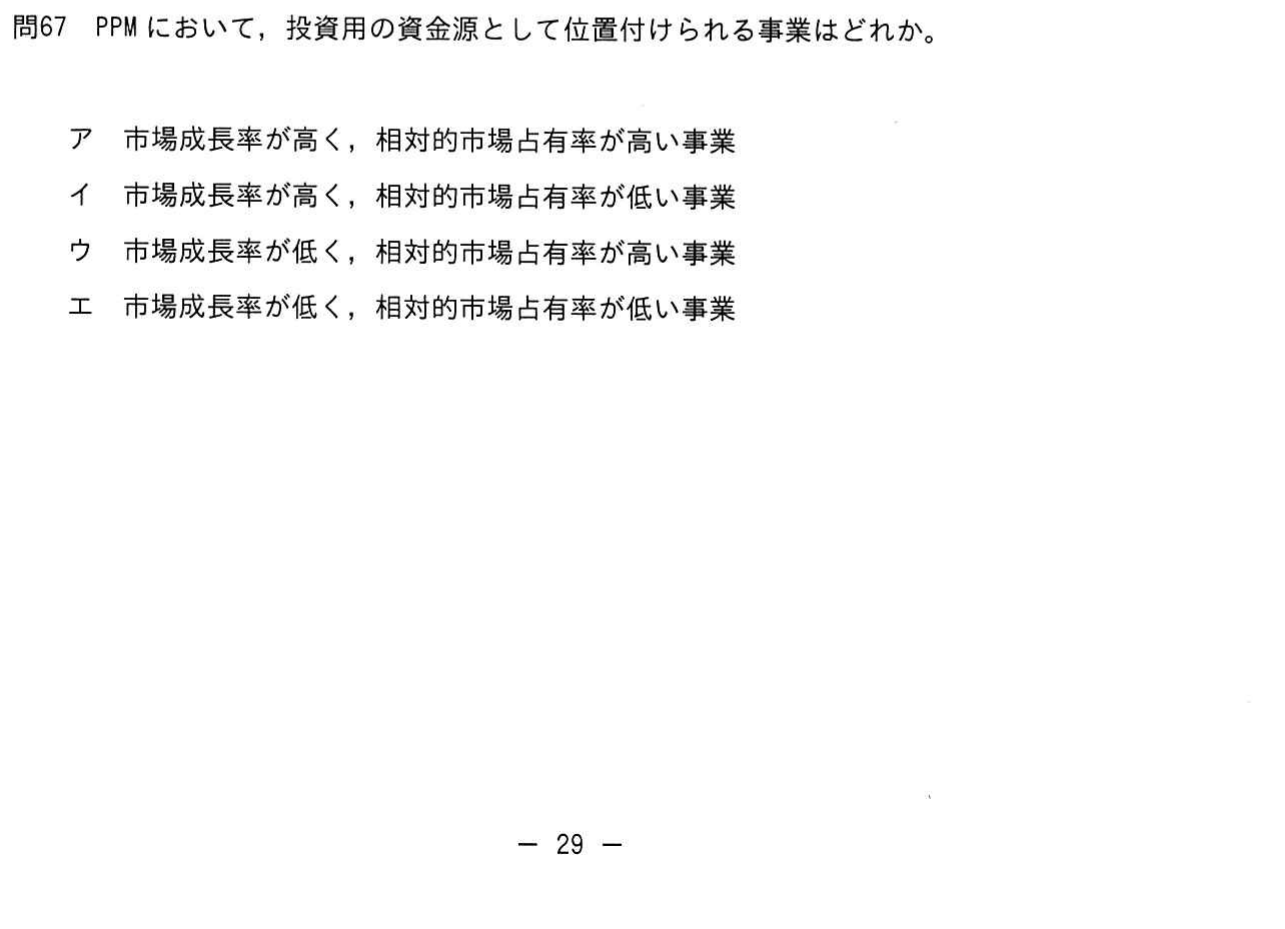 問67 PPMにおいて，投資用の資金源として位置付けられる事業はどれか。
ア 市場成長率が高く，相対的市場占有率が高い事業
イ 市場成長率が高く，相対的市場占有率が低い事業
ウ 市場成長率が低く，相対的市場占有率が高い事業
エ 市場成長率が低く，相対的市場占有率が低い事業
－ 29 －